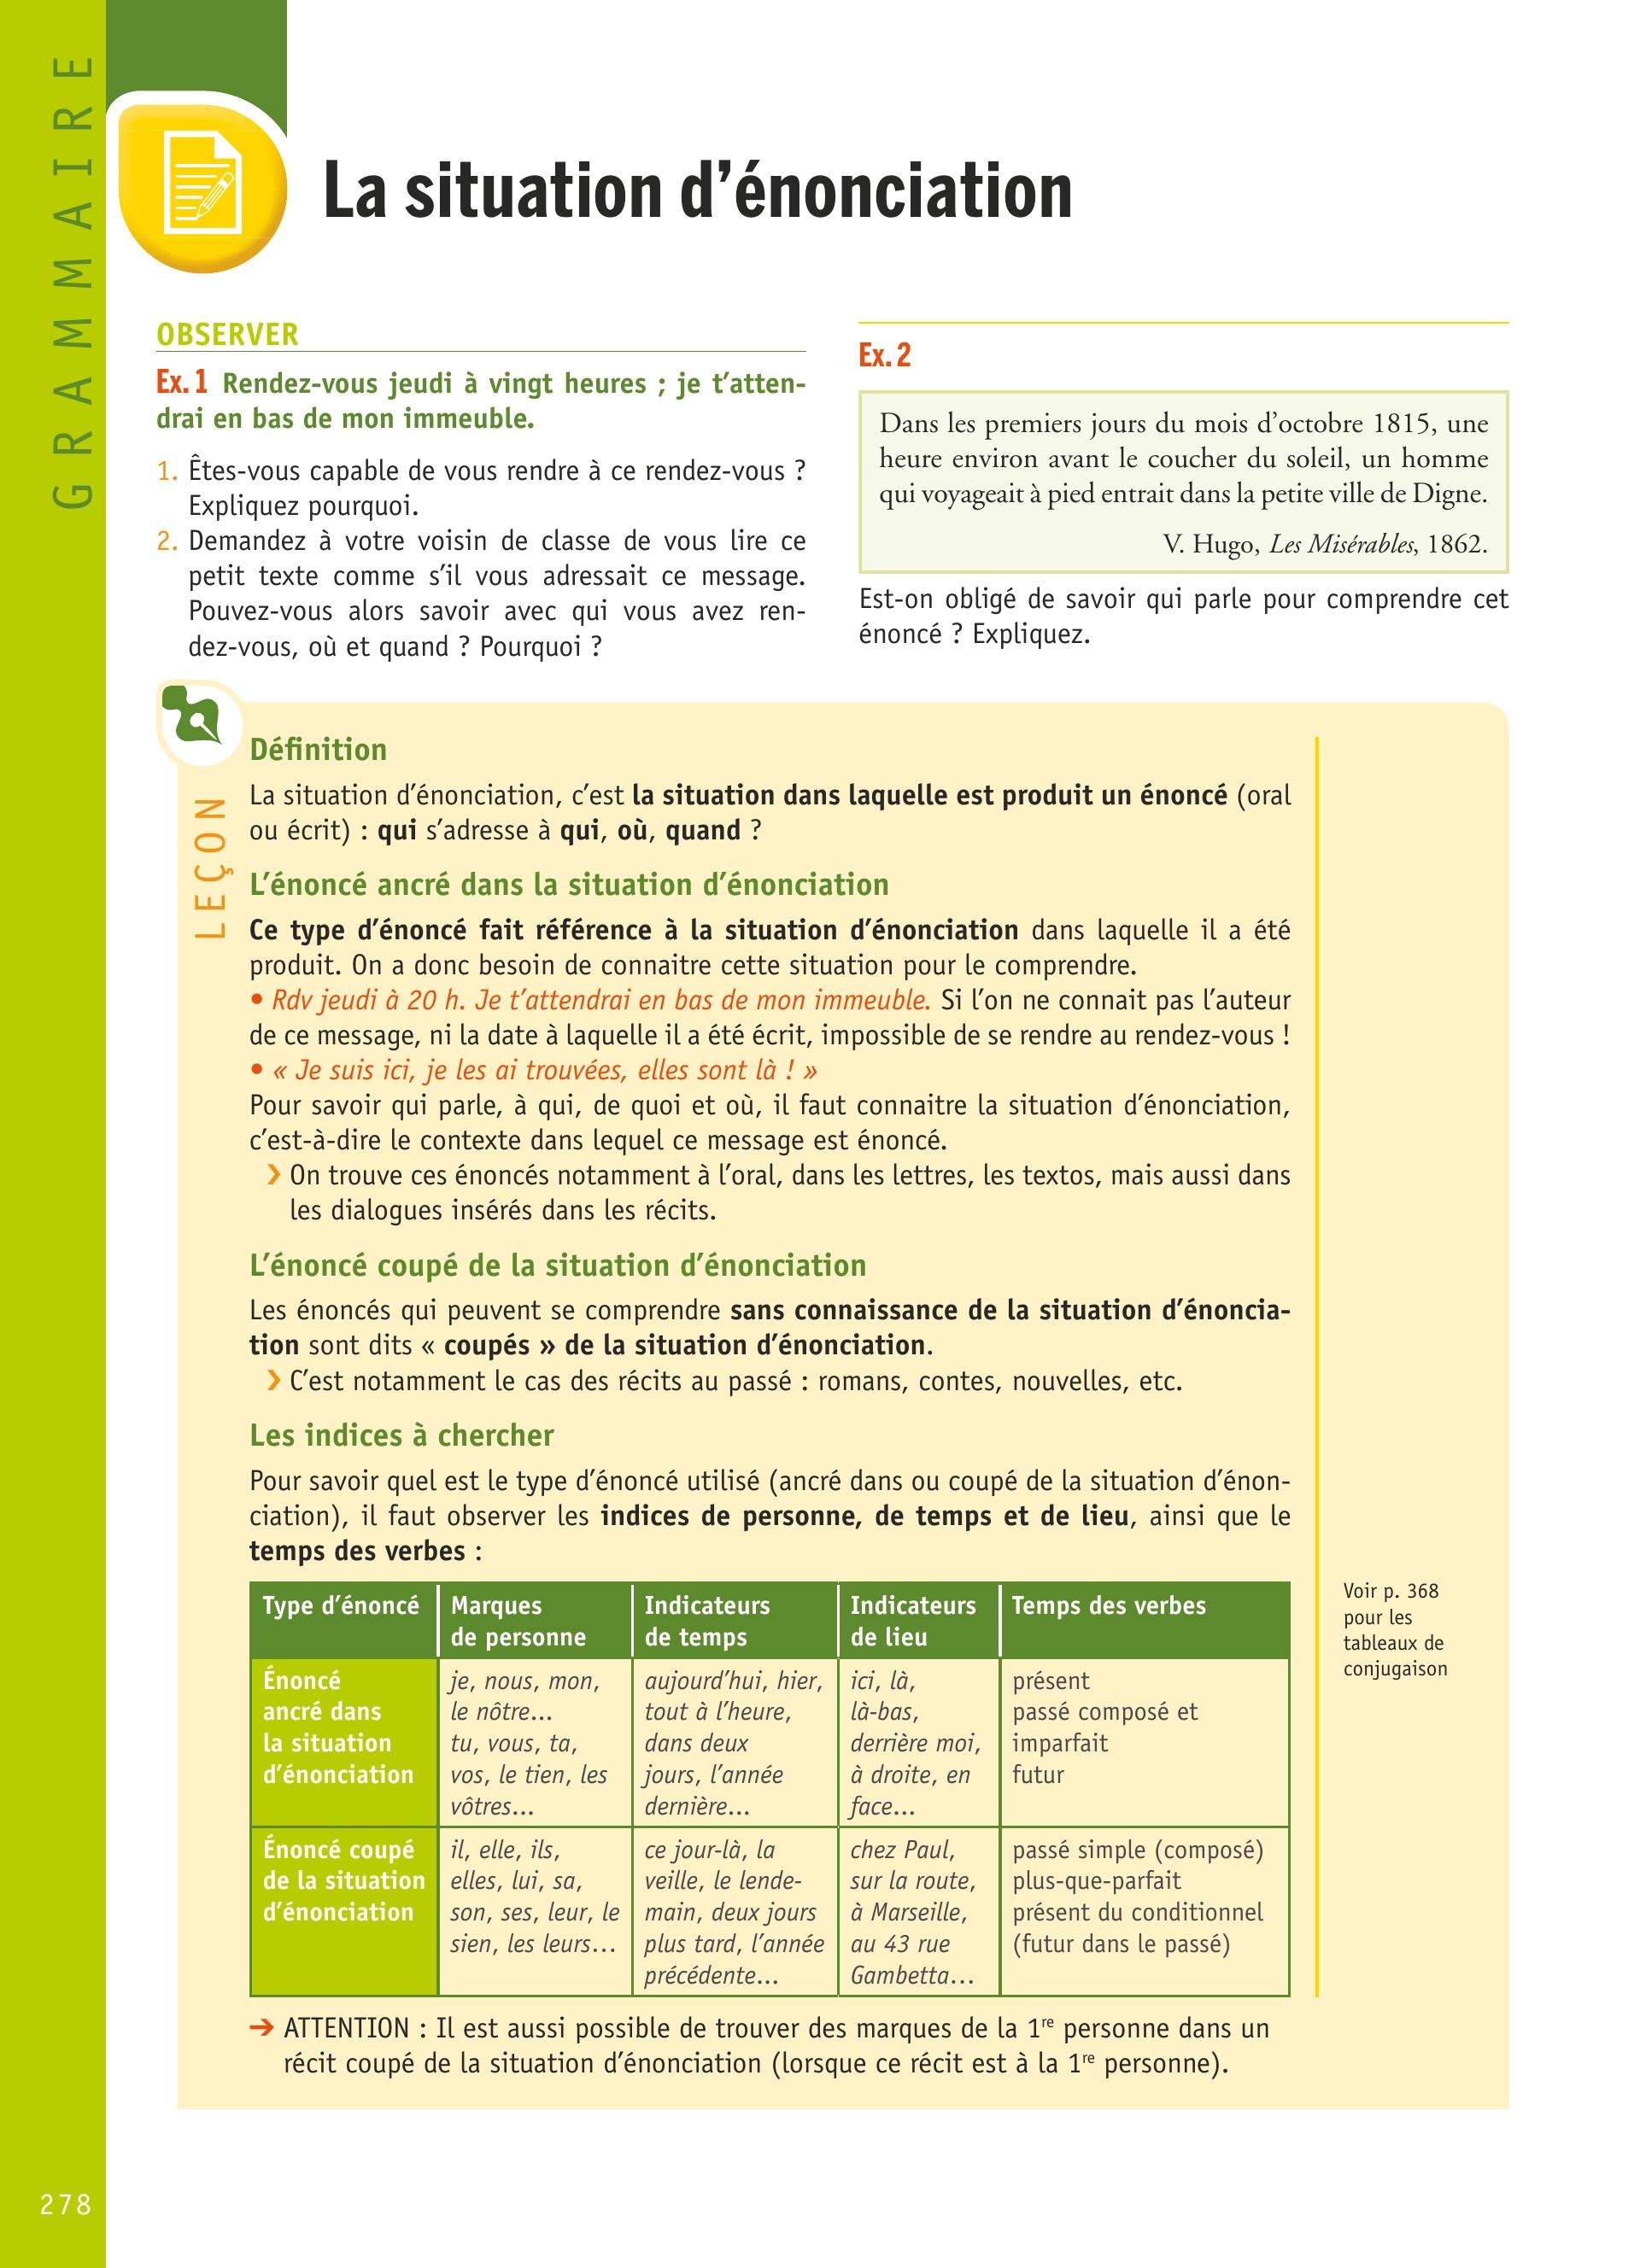 GRAMMAIRE
La situation d'énonciation
OBSERVER
Ex. 1 Rendez-vous jeudi à vingt heures ; je t'atten-
drai en bas de mon immeuble.
1. Êtes-vous capable de vous rendre à ce rendez-vous ?
Expliquez pourquoi.
2. Demandez à votre voisin de classe de vous lire ce
petit texte comme s'il vous adressait ce message.
Pouvez-vous alors savoir avec qui vous avez ren-
dez-vous, où et quand ? Pourquoi ?
Ex. 2
Dans les premiers jours du mois d'octobre 1815, une
heure environ avant le coucher du soleil, un homme
qui voyageait à pied entrait dans la petite ville de Digne.
V. Hugo, Les Misérables, 1862.
Est-on obligé de savoir qui parle pour comprendre cet
énoncé ? Expliquez.
LEÇON
Définition
La situation d'énonciation, c'est la situation dans laquelle est produit un énoncé (oral
ou écrit) : qui s'adresse à qui, où, quand ?
L'énoncé ancré dans la situation d'énonciation
Ce type d'énoncé fait référence à la situation d'énonciation dans laquelle il a été
produit. On a donc besoin de connaitre cette situation pour le comprendre.
• Rdv jeudi à 20 h. Je t'attendrai en bas de mon immeuble. Si l'on ne connait pas l'auteur
de ce message, ni la date à laquelle il a été écrit, impossible de se rendre au rendez-vous !
• « Je suis ici, je les ai trouvées, elles sont là ! »
Pour savoir qui parle, à qui, de quoi et où, il faut connaitre la situation d'énonciation,
c'est-à-dire le contexte dans lequel ce message est énoncé.
› On trouve ces énoncés notamment à l'oral, dans les lettres, les textos, mais aussi dans
les dialogues insérés dans les récits.
L'énoncé coupé de la situation d'énonciation
Les énoncés qui peuvent se comprendre sans connaissance de la situation d'énoncia-
tion sont dits « coupés » de la situation d'énonciation.
› C'est notamment le cas des récits au passé : romans, contes, nouvelles, etc.
Les indices à chercher
Pour savoir quel est le type d'énoncé utilisé (ancré dans ou coupé de la situation d'énon-
ciation), il faut observer les indices de personne, de temps et de lieu, ainsi que le
temps des verbes :
Type d'énoncé
Marques
de personne
Indicateurs
de temps
Indicateurs
de lieu
Temps des verbes
Énoncé
ancré dans
la situation
d'énonciation
je, nous, mon,
le nôtre…
tu, vous, ta,
vos, le tien, les
vôtres…
aujourd'hui, hier,
tout à l'heure,
dans deux
jours, l'année
dernière…
ici, là,
là-bas,
derrière moi,
à droite, en
face…
présent
passé composé et
imparfait
futur
Énoncé coupé
de la situation
d'énonciation
il, elle, ils,
elles, lui, sa,
son, ses, leur, le
sien, les leurs…
ce jour-là, la
veille, le lende-
main, deux jours
plus tard, l'année
précédente…
chez Paul,
sur la route,
à Marseille,
au 43 rue
Gambetta…
passé simple (composé)
plus-que-parfait
présent du conditionnel
(futur dans le passé)
Voir p. 368
pour les
tableaux de
conjugaison
➔ ATTENTION : Il est aussi possible de trouver des marques de la 1re personne dans un
récit coupé de la situation d'énonciation (lorsque ce récit est à la 1re personne).
278